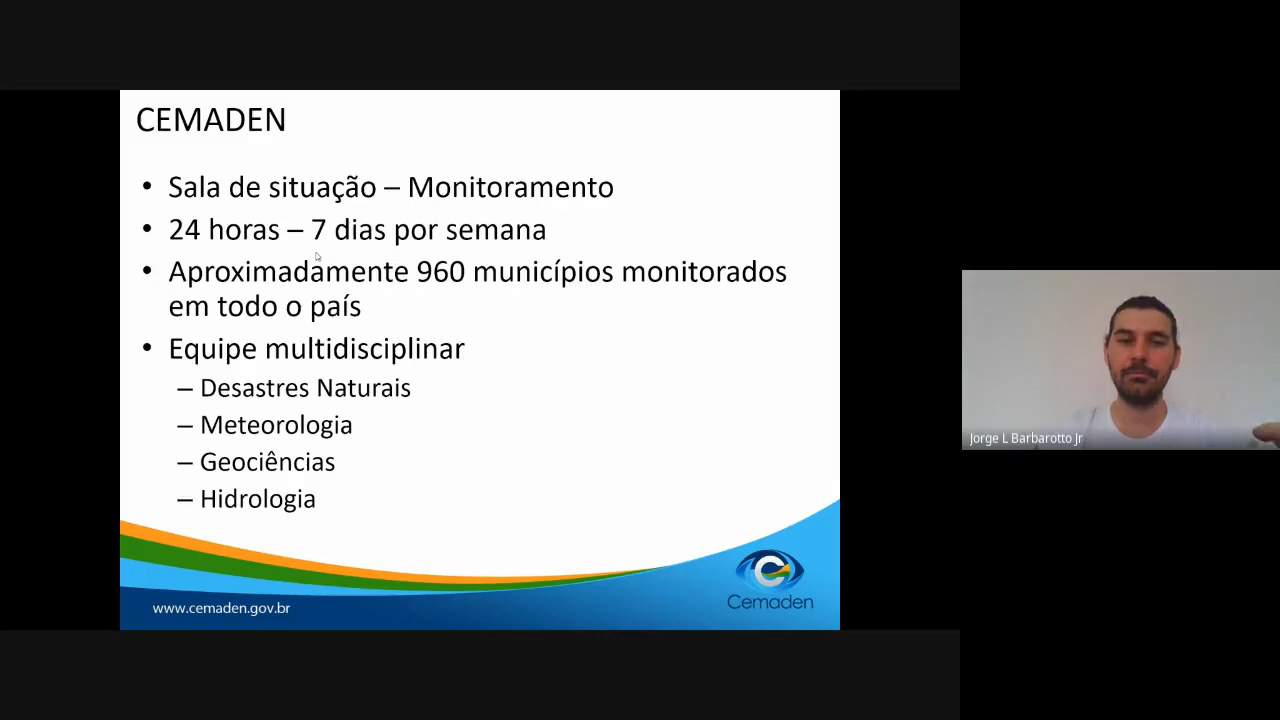 CEMADEN
• Sala de situação – Monitoramento
• 24 horas – 7 dias por semana
• Aproximadamente 960 municípios monitorados
em todo o país
• Equipe multidisciplinar
– Desastres Naturais
– Meteorologia
– Geociências
– Hidrologia
www.cemaden.gov.br
Cemaden
Jorge L Barbarotto Jr